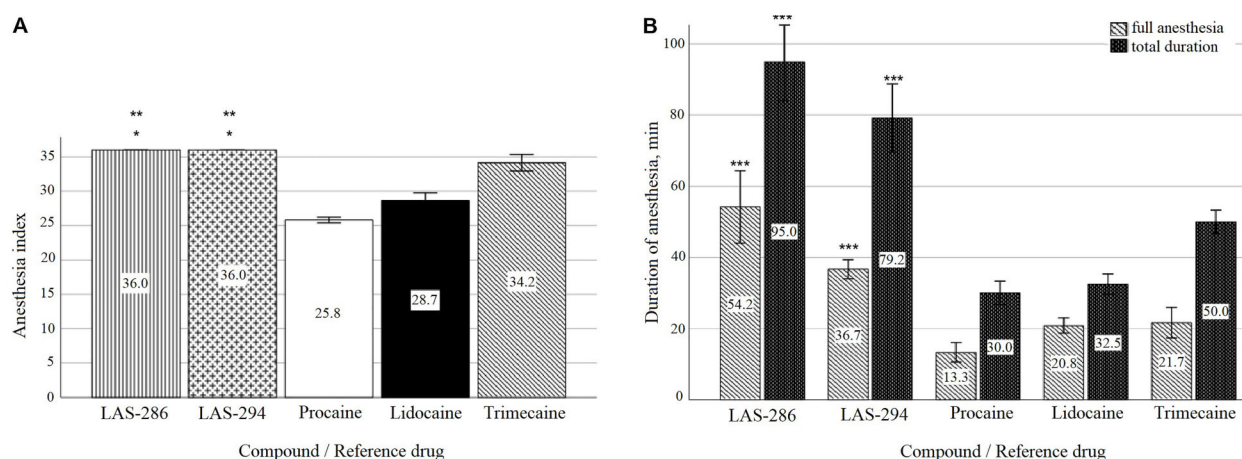 A
**
*
**
*
35
30
25
20
15
10
5
0
Anesthesia index
36.0
36.0
25.8
28.7
34.2
LAS-286
LAS-294
Procaine
Lidocaine
Trimecaine
Compound / Reference drug
B
full anesthesia
total duration
100
80
60
40
20
0
Duration of anesthesia, min
***
***
***
***
54.2
95.0
36.7
79.2
13.3
30.0
20.8
32.5
21.7
50.0
LAS-286
LAS-294
Procaine
Lidocaine
Trimecaine
Compound / Reference drug